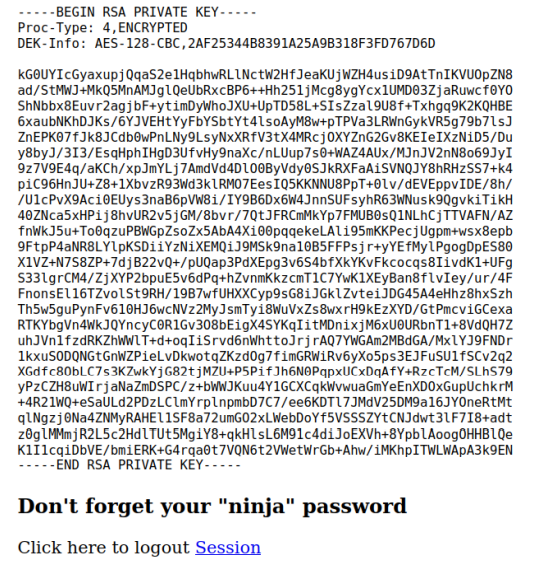 -----BEGIN RSA PRIVATE KEY-----
Proc-Type: 4,ENCRYPTED
DEK-Info: AES-128-CBC,2AF25344B8391A25A9B318F3FD767D6D

kG0UYIcGyaxupjQqaS2e1HqbhwRLlNctW2HfJeaKUjWZH4usiD9AtTnIKVUOpZN8
ad/StMWJ+MkQ5MnAMJglQeUbRxcBP6++Hh251jMcg8ygYcx1UMD03ZjaRuwcf0YO
ShNbbx8Euvr2agjbF+ytimDyWhoJXU+UpTD58L+SIsZzal9U8f+Txhgq9K2KQHBE
6xaubNKhDJKs/6YJVEHtYyFbYSbtYt4lsoAyM8w+pTPVa3LRWnGykVR5g79b7lsJ
ZnEPK07fJk8JCdb0wPnLNy9LsyNxXRfV3tX4MRcjOXYZnG2Gv8KEIeIXzNiD5/Du
y8byJ/3I3/EsqHphIHgD3UfvHy9naXc/nLUup7s0+WAZ4AUx/MJnJV2nN8o69JyI
9z7V9E4q/aKCh/xpJmYLj7AmdVd4DlO0ByVdy0SJkRXFaAiSVNQJY8hRHzSS7+k4
piC96HnJU+Z8+1XbvzR93Wd3klRMO7EesIQ5KKNNU8PpT+0lv/dEVEppvIDE/8h/
/U1cPvX9Aci0EUys3naB6pVW8i/IY9B6Dx6W4JnnSUFsyhR63WNusk9QgvkiTikH
40ZNca5xHPij8hvUR2v5jGM/8bvr/7QtJFRCmMkYp7FMUB0sQ1NLhCjTTVAFN/AZ
fnWkJ5u+To0qzuPBWGpZsoZx5AbA4Xi00pqqekeLAli95mKKPecjUgpm+wsx8epb
9FtpP4aNR8LYlpKSDiiYzNiXEMQiJ9MSk9na10B5FFPsjr+yYEfMylPgogDpES80
X1VZ+N7S8ZP+7djB22vQ+/pUQap3PdXEpg3v6S4bfXkYKvFkcocqs8IivdK1+UFg
S33lgrCM4/ZjXYP2bpuE5v6dPq+hZvnmKkzcmT1C7YwK1XEyBan8flvIey/ur/4F
FnonsEl16TZvolSt9RH/19B7wfUHXXCyp9sG8iJGklZvteiJDG45A4eHhz8hxSzh
Th5w5guPynFv610HJ6wcNVz2MyJsmTyi8WuVxZs8wxrH9kEzXYD/GtPmcviGCexa
RTKYbgVn4WkJQYncyC0R1Gv3O8bEigX4SYKqIitMDnixjM6xU0URbnT1+8VdQH7Z
uhJVn1fzdRKZhWWlT+d+oqIiSrvd6nWhttoJrjrAQ7YWGAm2MBdGA/MxlYJ9FNDr
1kxuSODQNGtGnWZPieLvDkwotqZKzdOg7fimGRWiRv6yXo5ps3EJFuSU1fSCv2q2
XGdfc8ObLC7s3KZwkYjG82tjMZU+P5PifJh6N0PqpxUCxDqAfY+RzcTcM/SLhS79
yPzCZH8uWIrjaNaZmDSPC/z+bWWJKuu4Y1GCXCqkWvwuaGmYeEnXDOxGupUchkrM
+4R21WQ+eSaULd2PDzLClmYrplnpmbD7C7/ee6KDTl7JMdV25DM9a16JYOneRtMt
qlNgzj0Na4ZNMyRAHEl1SF8a72umGO2xLWebDoYf5VSSSZYtCNJdwt3lF7I8+adt
z0glMMmjR2L5c2HdlTUt5MgiY8+qkHlsL6M91c4diJoEXVh+8YpblAoogOHHBlQe
K1I1cqiDbVE/bmiERK+G4rqa0t7VQN6t2VWetWrGb+Ahw/iMKhpITWLWApA3k9EN
-----END RSA PRIVATE KEY-----
Don't forget your "ninja" password
Click here to logout Session